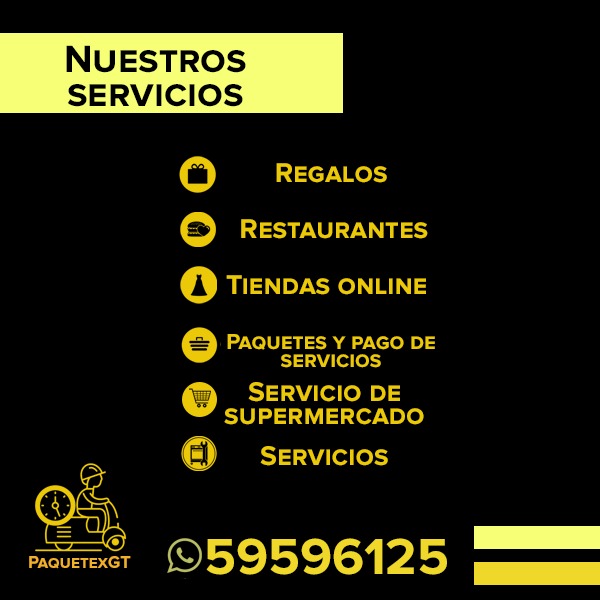 NUESTROS
SERVICIOS
REGALOS
RESTAURANTES
TIENDAS ONLINE
PAQUETES Y PAGO DE
SERVICIOS
SERVICIO DE
SUPERMERCADO
SERVICIOS
PAQUETEXGT
59596125